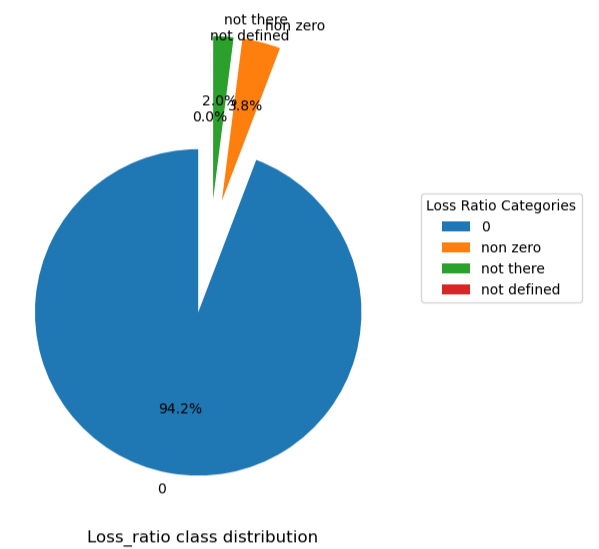 not there
non zero
not defined
2.0%
3.8%
0.0%
94.2%
0
Loss Ratio Categories
0
non zero
not there
not defined
Loss_ratio class distribution